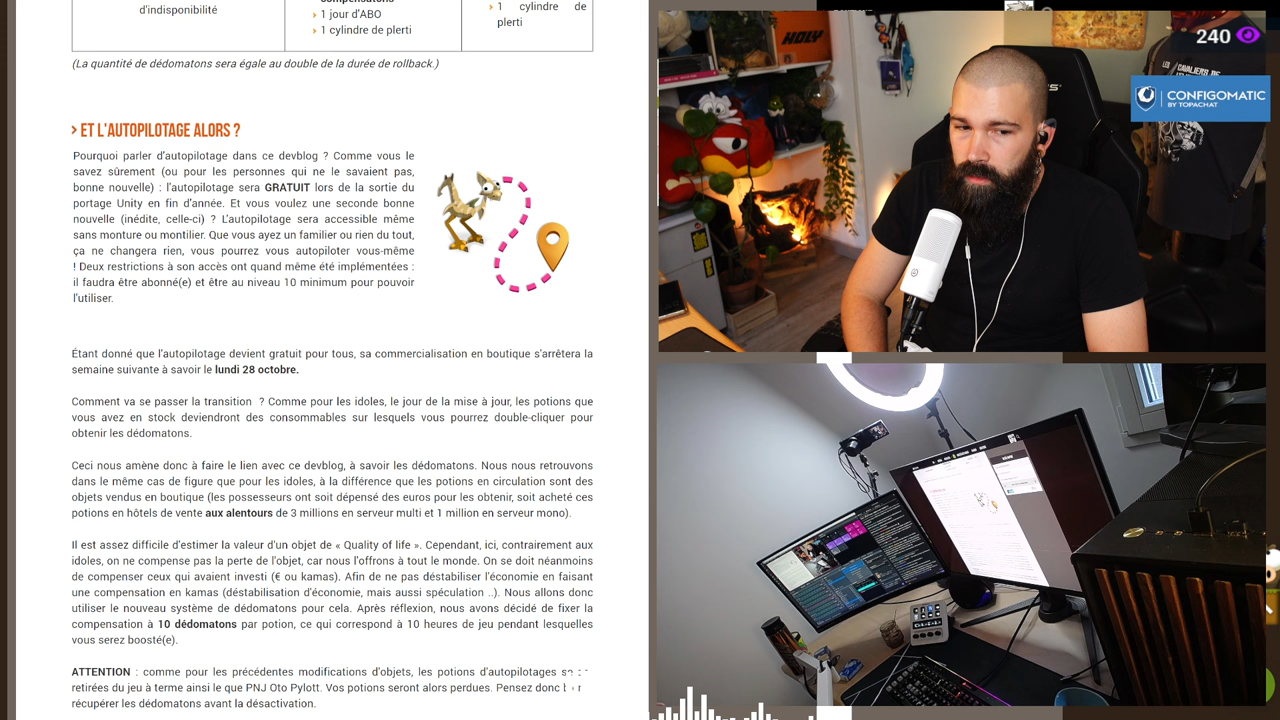 d'indisponibilité
1 jour d'ABO
1 cylindre de plerti
1 cylindre de
plerti
(La quantité de dédomatons sera égale au double de la durée de rollback.)
ET L'AUTOPILOTAGE ALORS ?
Pourquoi parler d'autopilotage dans ce devblog ? Comme vous le
savez sûrement (ou pour les personnes qui ne le savaient pas,
bonne nouvelle) : l'autopilotage sera GRATUIT lors de la sortie du
portage Unity en fin d'année. Et vous voulez une seconde bonne
nouvelle (inédite, celle-ci) ? L'autopilotage sera accessible même
sans monture ou montilier. Que vous ayez un familier ou rien du tout,
ça ne changera rien, vous pourrez vous autopiloter vous-même
! Deux restrictions à son accès ont quand même été implémentées :
il faudra être abonné(e) et être au niveau 10 minimum pour pouvoir
l'utiliser.
Étant donné que l'autopilotage devient gratuit pour tous, sa commercialisation en boutique s'arrêtera la
semaine suivante à savoir le lundi 28 octobre.
Comment va se passer la transition ? Comme pour les idoles, le jour de la mise à jour, les potions que
vous avez en stock deviendront des consommables sur lesquels vous pourrez double-cliquer pour
obtenir les dédomatons.
Ceci nous amène donc à faire le lien avec ce devblog, à savoir les dédomatons. Nous nous retrouvons
dans le même cas de figure que pour les idoles, à la différence que les potions en circulation sont des
objets vendus en boutique (les possesseurs ont soit dépensé des euros pour les obtenir, soit acheté ces
potions en hôtels de vente aux alentours de 3 millions en serveur multi et 1 million en serveur mono).
Il est assez difficile d'estimer la valeur d'un objet de « Quality of life ». Cependant, ici, contrairement aux
idoles, on ne compense pas la perte de l'objet, car nous l'offrons à tout le monde. On se doit néanmoins
de compenser ceux qui avaient investi (€ ou kamas). Afin de ne pas déstabiliser l'économie en faisant
une compensation en kamas (déstabilisation d'économie, mais aussi spéculation ..). Nous allons donc
utiliser le nouveau système de dédomatons pour cela. Après réflexion, nous avons décidé de fixer la
compensation à 10 dédomatons par potion, ce qui correspond à 10 heures de jeu pendant lesquelles
vous serez boosté(e).
ATTENTION : comme pour les précédentes modifications d'objets, les potions d'autopilotages
retirées du jeu à terme ainsi le que PNJ Oto Pylott. Vos potions seront alors perdues. Pensez donc
récupérer les dédomatons avant la désactivation.
HOLY
240
CONFIGOMATIC
BY TOPACHAT